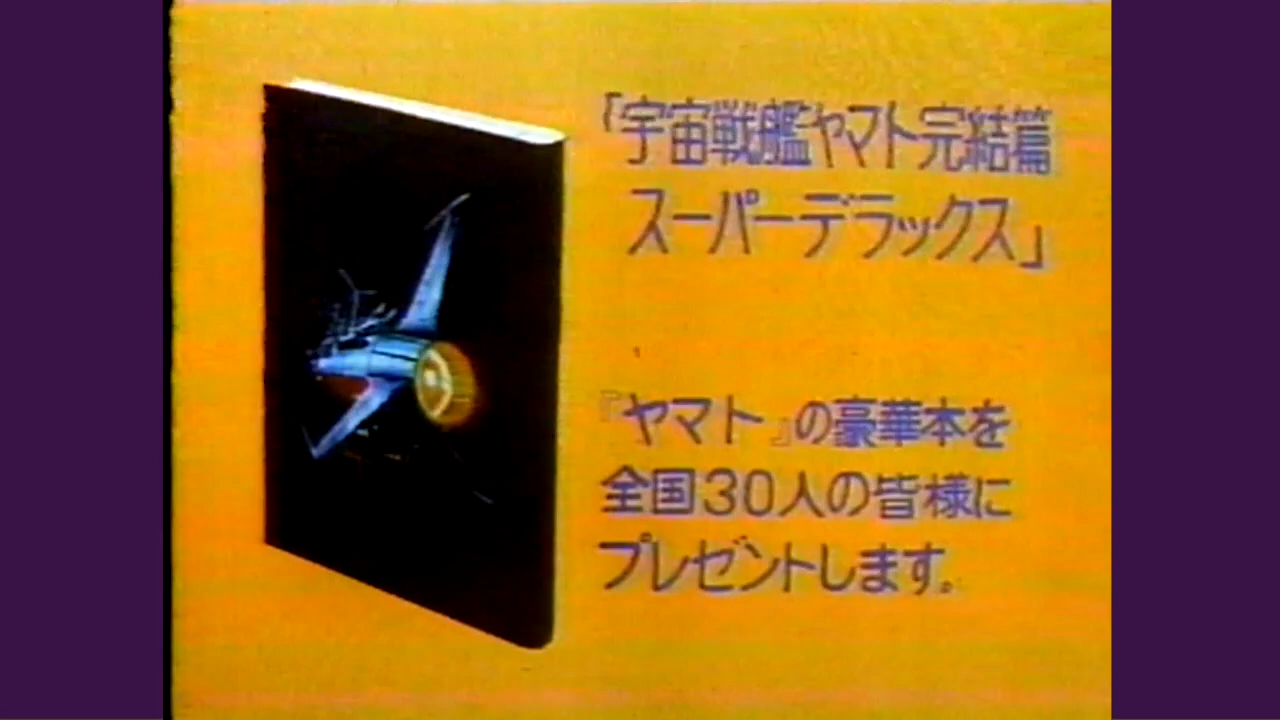 「宇宙戦艦ヤマト完結篇
スーパーデラックス」
『ヤマト』の豪華本を
全国30人の皆様に
プレゼントします。